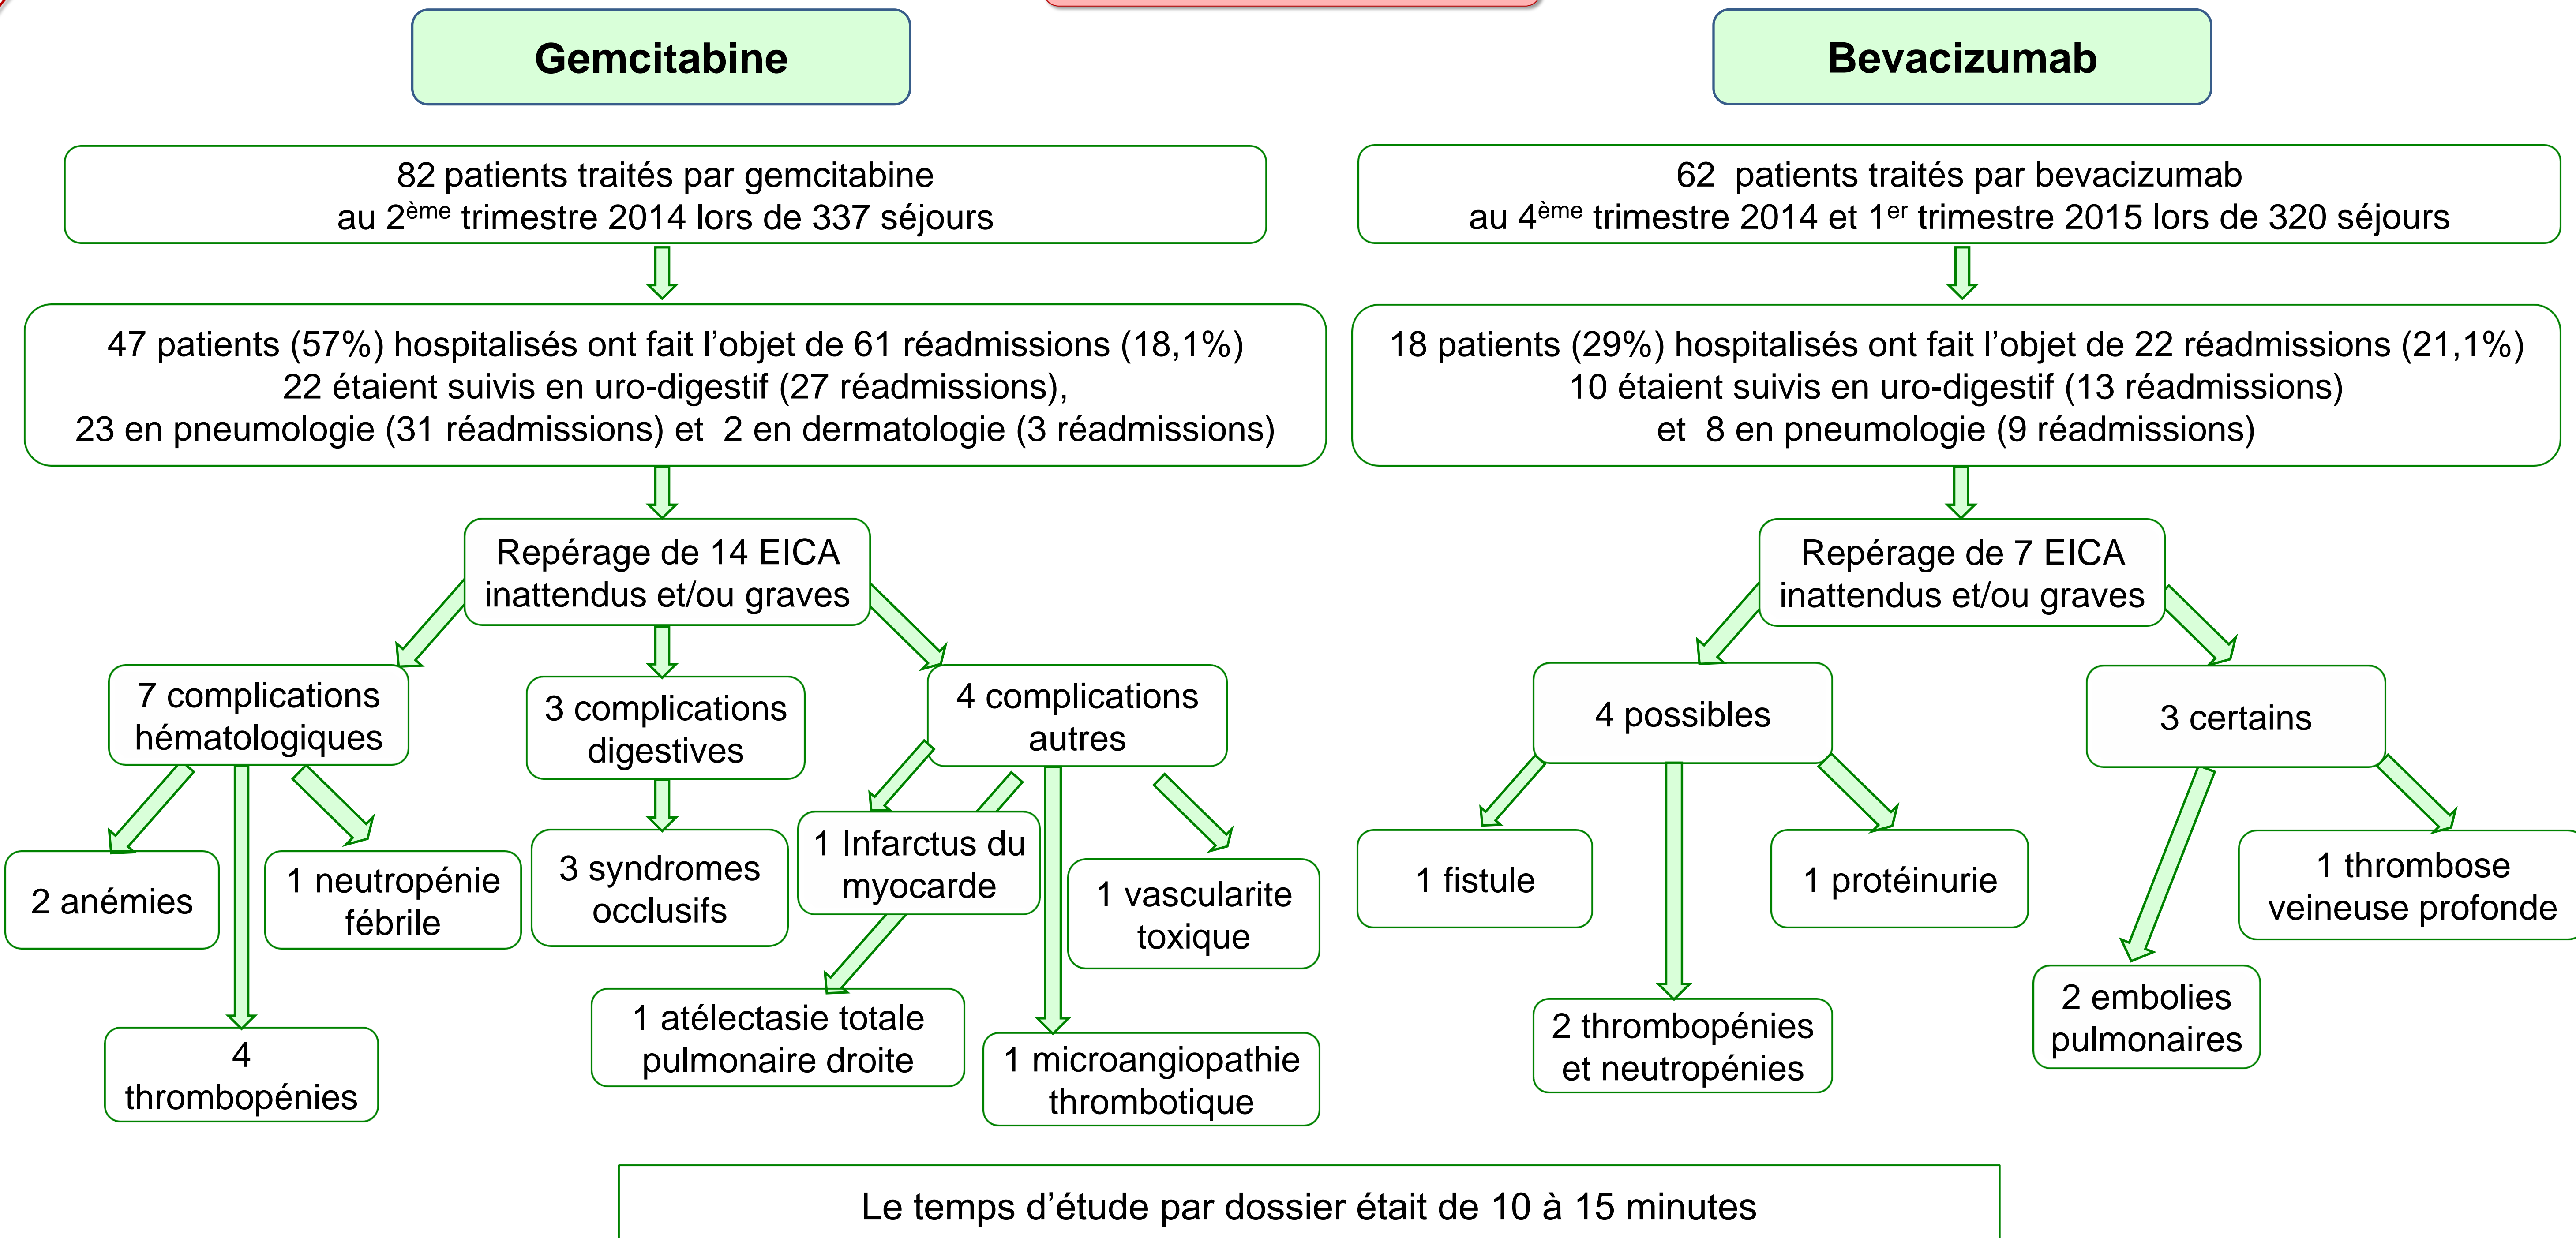 Gemcitabine
82 patients traités par gemcitabine
au 2ème trimestre 2014 lors de 337 séjours
47 patients (57%) hospitalisés ont fait l’objet de 61 réadmissions (18,1%)
22 étaient suivis en uro-digestif (27 réadmissions),
23 en pneumologie (31 réadmissions) et 2 en dermatologie (3 réadmissions)
Repérage de 14 EICA
inattendus et/ou graves
7 complications
hématologiques
3 complications
digestives
4 complications
autres
2 anémies
1 neutropénie
fébrile
4
thrombopénies
3 syndromes
occlusifs
1 Infarctus du
myocarde
1 vascularite
toxique
1 atélectasie totale
pulmonaire droite
1 microangiopathie
thrombotique
Bevacizumab
62 patients traités par bevacizumab
au 4ème trimestre 2014 et 1er trimestre 2015 lors de 320 séjours
18 patients (29%) hospitalisés ont fait l’objet de 22 réadmissions (21,1%)
10 étaient suivis en uro-digestif (13 réadmissions)
et 8 en pneumologie (9 réadmissions)
Repérage de 7 EICA
inattendus et/ou graves
4 possibles
3 certains
1 fistule
1 protéinurie
2 thrombopénies
et neutropénies
1 thrombose
veineuse profonde
2 embolies
pulmonaires
Le temps d’étude par dossier était de 10 à 15 minutes